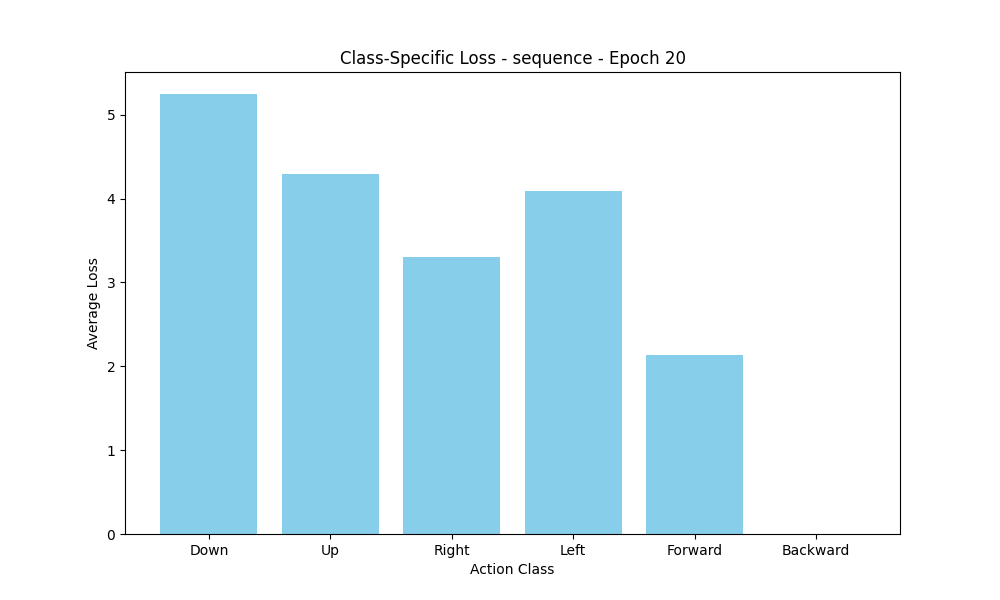 Class-Specific Loss - sequence - Epoch 20
Average Loss
5
4
3
2
1
0
Down Up Right Left Forward Backward
Action Class